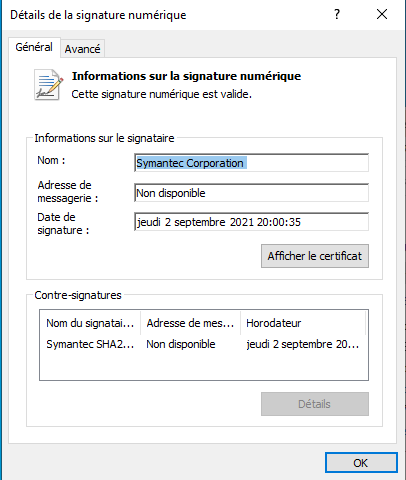 Détails de la signature numérique
Général Avancé
Informations sur la signature numérique
Cette signature numérique est valide.
Informations sur le signataire
Nom : Symantec Corporation
Adresse de
messagerie : Non disponible
Date de
signature : jeudi 2 septembre 2021 20:00:35
Afficher le certificat
Contre-signatures
Nom du signatai... Adresse de mes... Horodateur
Symantec SHA2... Non disponible jeudi 2 septembre 20...
Détails
OK